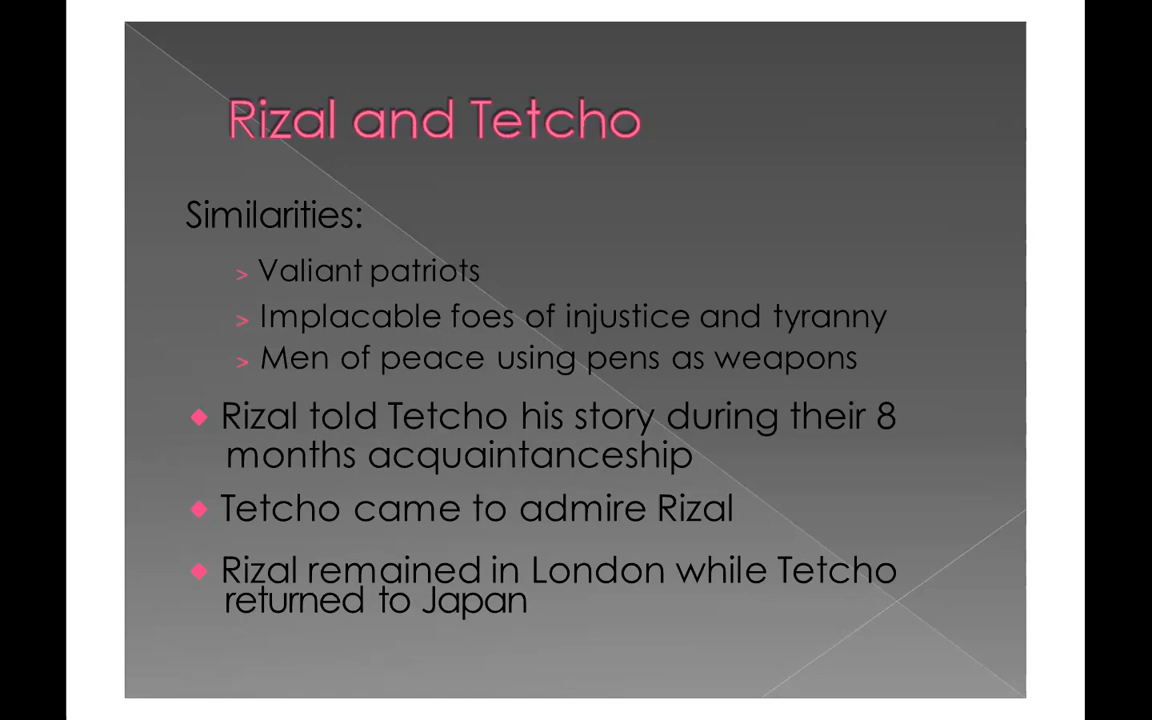 Rizal and Tetcho
Similarities:
> Valiant patriots
> Implacable foes of injustice and tyranny
> Men of peace using pens as weapons
◆ Rizal told Tetcho his story during their 8
months acquaintanceship
◆ Tetcho came to admire Rizal
◆ Rizal remained in London while Tetcho
returned to Japan